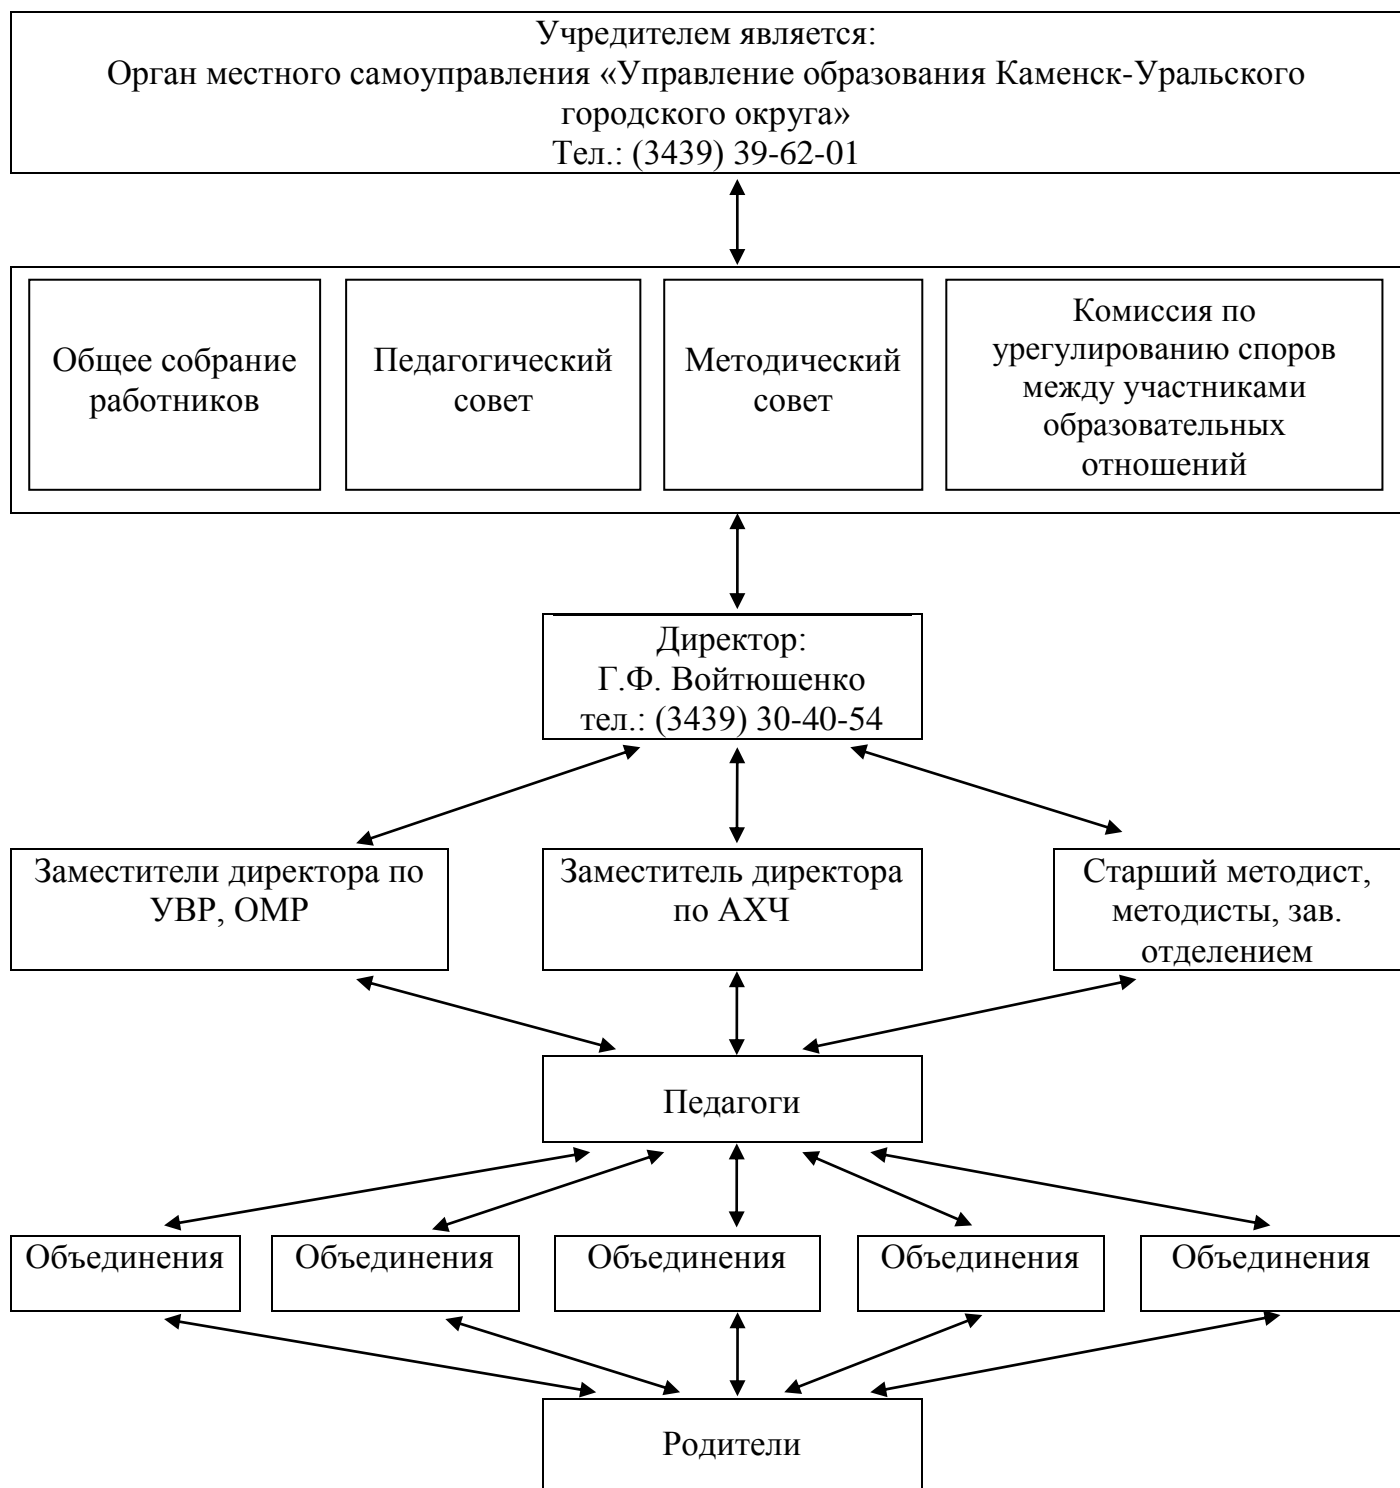 Учредителем является:
Орган местного самоуправления «Управление образования Каменск-Уральского
городского округа»
Тел.: (3439) 39-62-01
Общее собрание
работников
Педагогический
совет
Методический
совет
Комиссия по
урегулированию споров
между участниками
образовательных
отношений
Директор:
Г.Ф. Войтюшенко
тел.: (3439) 30-40-54
Заместители директора по
УВР, ОМР
Заместитель директора
по АХЧ
Старший методист,
методисты, зав.
отделением
Педагоги
Объединения
Объединения
Объединения
Объединения
Объединения
Родители